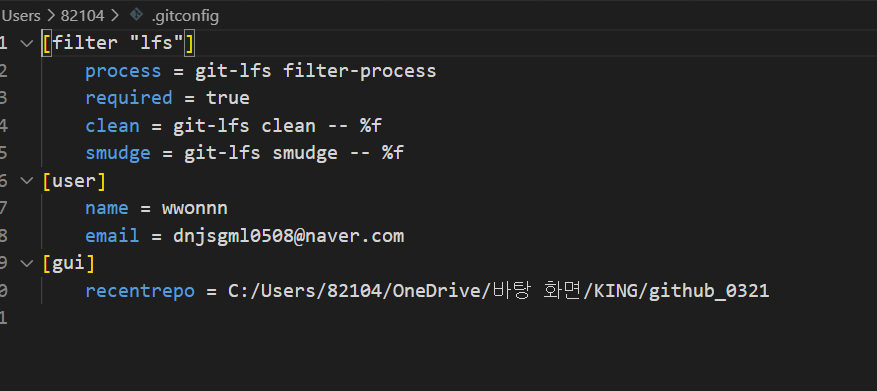 Users > 82104 > .gitconfig
1 [filter "lfs"]
2 process = git-lfs filter-process
3 required = true
4 clean = git-lfs clean -- %f
5 smudge = git-lfs smudge -- %f
6 [user]
7 name = wwonnn
8 email = dnjsgml0508@naver.com
9 [gui]
0 recentrepo = C:/Users/82104/OneDrive/바탕 화면/KING/github_0321
1